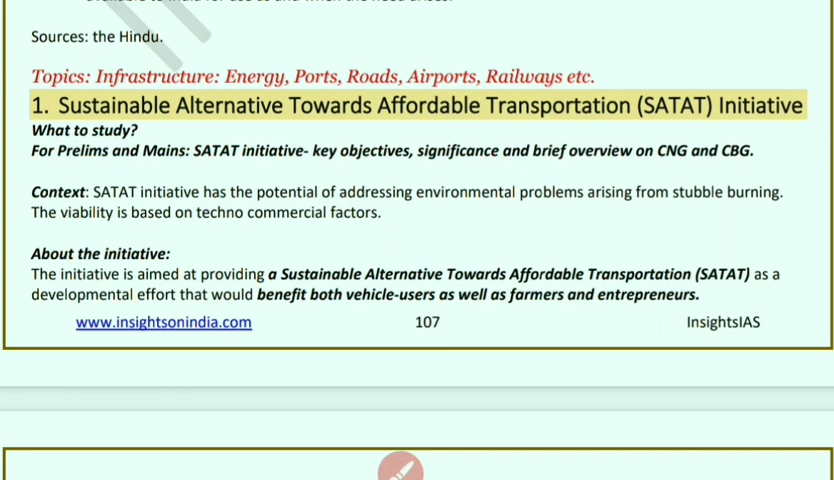 Sources: the Hindu.
Topics: Infrastructure: Energy, Ports, Roads, Airports, Railways etc.
1. Sustainable Alternative Towards Affordable Transportation (SATAT) Initiative
What to study?
For Prelims and Mains: SATAT initiative- key objectives, significance and brief overview on CNG and CBG.
Context: SATAT initiative has the potential of addressing environmental problems arising from stubble burning.
The viability is based on techno commercial factors.
About the initiative:
The initiative is aimed at providing a Sustainable Alternative Towards Affordable Transportation (SATAT) as a
developmental effort that would benefit both vehicle-users as well as farmers and entrepreneurs.
www.insightsonindia.com 107 InsightsIAS